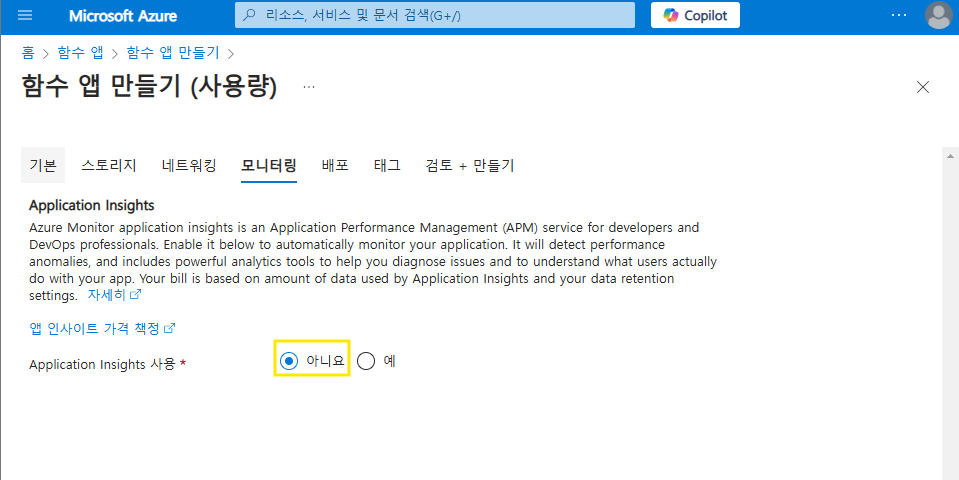 Microsoft Azure
리소스, 서비스 및 문서 검색(G+/)
Copilot
홈 > 함수 앱 > 함수 앱 만들기 >
함수 앱 만들기 (사용량)
기본 스토리지 네트워킹 모니터링 배포 태그 검토 + 만들기
Application Insights
Azure Monitor application insights is an Application Performance Management (APM) service for developers and
DevOps professionals. Enable it below to automatically monitor your application. It will detect performance
anomalies, and includes powerful analytics tools to help you diagnose issues and to understand what users actually
do with your app. Your bill is based on amount of data used by Application Insights and your data retention
settings. 자세히
앱 인사이트 가격 책정
Application Insights 사용 * 아니요 예